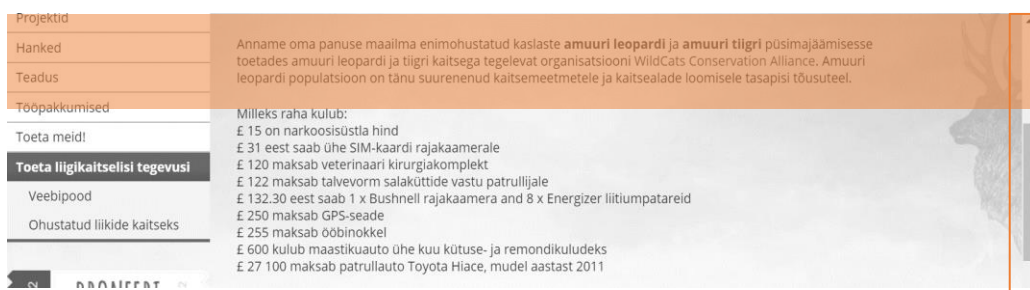 Projektid
Hanked
Teadus
Tööpakkumised
Toeta meid!
Toeta liigikaitselisi tegevusi
Veebipood
Ohustatud liikide kaitseks
Anname oma panuse maailma enimohustatud kaslaste amuuri leopardi ja amuuri tiigri püsimajäämisesse
toetades amuuri leopardi ja tiigri kaitsega tegelevat organisatsiooni WildCats Conservation Alliance. Amuuri
leopardi populatsioon on tänu suurenenud kaitsemeetmetele ja kaitsealade loomisele tasapisi tõusuteel.
Milleks raha kulub:
£ 15 on narkoosisüstla hind
£ 31 eest saab ühe SIM-kaardi rajakaamerale
£ 120 maksab veterinaari kirurgiakomplekt
£ 122 maksab talvevorm salaküttide vastu patrullijale
£ 132.30 eest saab 1 x Bushnell rajakaamera and 8 x Energizer liitiumpatareid
£ 250 maksab GPS-seade
£ 255 maksab ööbinokkel
£ 600 kulub maastikuauto ühe kuu kütuse- ja remondikuludeks
£ 27 100 maksab patrullauto Toyota Hiace, mudel aastast 2011